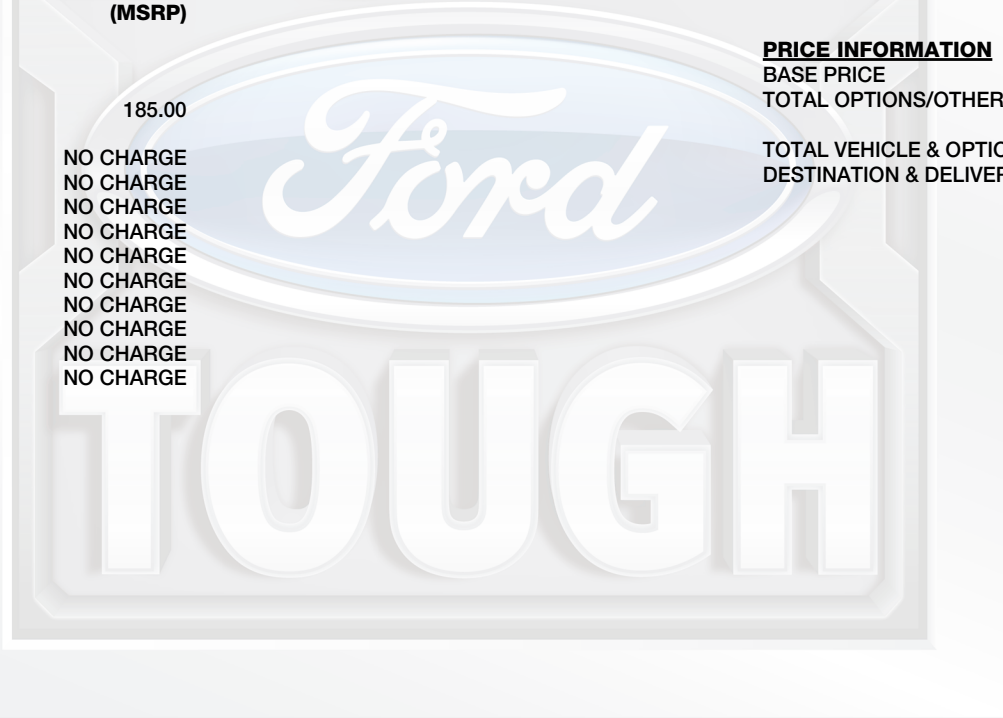 (MSRP)
185.00
NO CHARGE
NO CHARGE
NO CHARGE
NO CHARGE
NO CHARGE
NO CHARGE
NO CHARGE
NO CHARGE
NO CHARGE
NO CHARGE
PRICE INFORMATION
BASE PRICE
TOTAL OPTIONS/OTHER
TOTAL VEHICLE & OPTIO
DESTINATION & DELIVER
Ford
TOUGH